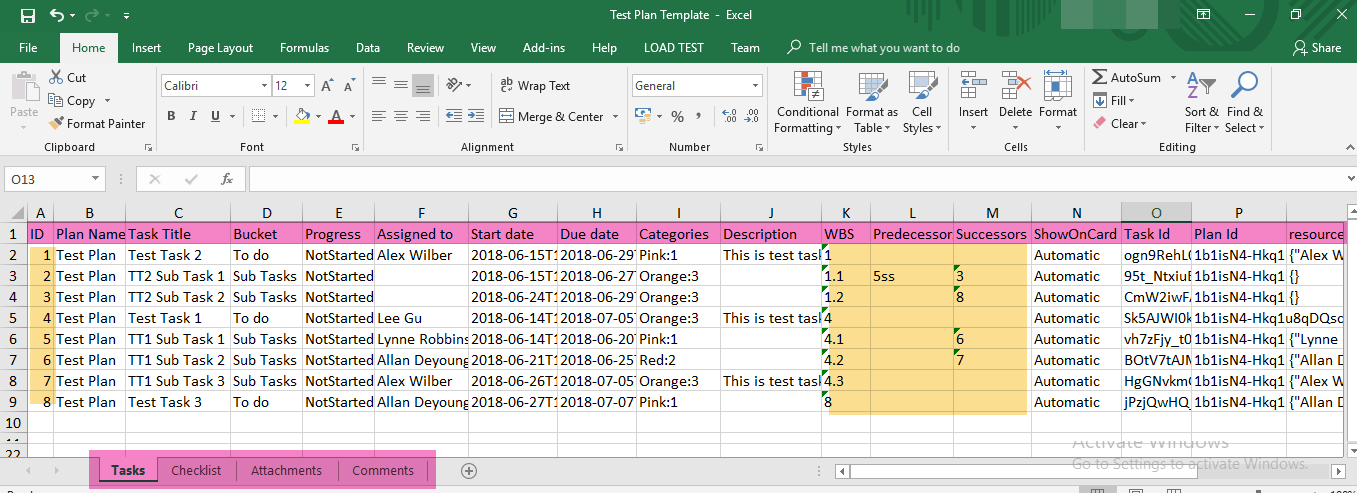 Test Plan Template - Excel
File Home Insert Page Layout Formulas Data Review View Add-ins Help LOAD TEST Team Tell me what you want to do Share
Paste Cut Copy Format Painter Clipboard
Calibri 12 A A B I U A Font
ab Wrap Text Merge & Center Alignment
General % , Number
Conditional Formatting Format as Table Cell Styles Styles
Insert Delete Format Cells
AutoSum Fill Clear Sort & Filter Find & Select Editing
O13 fx
A B C D E F G H I J K L M N O P
1 ID Plan Name Task Title Bucket Progress Assigned to Start date Due date Categories Description WBS Predecessor Successors ShowOnCard Task Id Plan Id resource
2 1 Test Plan Test Task 2 To do NotStarted Alex Wilber 2018-06-15T1 2018-06-29T Pink:1 This is test task 1 Automatic ogn9RehL 1b1isN4-Hkq1 {"Alex W
3 2 Test Plan TT2 Sub Task 1 Sub Tasks NotStarted 2018-06-15T1 2018-06-27T Orange:3 1.1 5ss 3 Automatic 95t_Ntxiu 1b1isN4-Hkq1 {}
4 3 Test Plan TT2 Sub Task 2 Sub Tasks NotStarted 2018-06-24T1 2018-06-29T Orange:3 1.2 8 Automatic CmW2iwF 1b1isN4-Hkq1 {}
5 4 Test Plan Test Task 1 To do NotStarted Lee Gu 2018-06-14T1 2018-07-05T Orange:3 This is test task 4 Automatic Sk5AJWI0k 1b1isN4-Hkq1u8qDQsc
6 5 Test Plan TT1 Sub Task 1 Sub Tasks NotStarted Lynne Robbins 2018-06-14T1 2018-06-20T Pink:1 4.1 6 Automatic vh7zFjy_t0 1b1isN4-Hkq1 {"Lynne
7 6 Test Plan TT1 Sub Task 2 Sub Tasks NotStarted Allan Deyoung 2018-06-21T1 2018-06-25T Red:2 4.2 7 Automatic BOtV7tAJM 1b1isN4-Hkq1 {"Allan D
8 7 Test Plan TT1 Sub Task 3 Sub Tasks NotStarted Alex Wilber 2018-06-26T1 2018-07-05T Orange:3 This is test task 4.3 Automatic HgGNvkm 1b1isN4-Hkq1 {"Alex W
9 8 Test Plan Test Task 3 To do NotStarted Allan Deyoung 2018-06-27T1 2018-07-07T Pink:1 8 Automatic jPzjQwHQ 1b1isN4-Hkq1 {"Allan D
10
11
22
Activate Windows
Go to Settings to activate Windows.
Tasks Checklist Attachments Comments